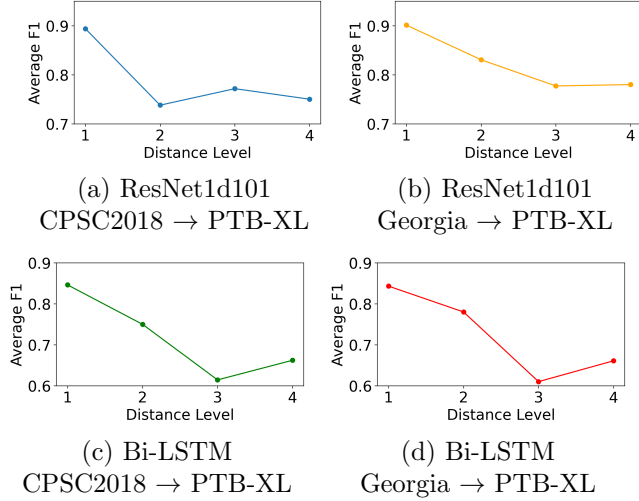 Average F1
0.9
0.8
0.7
1 2 3 4
Distance Level
(a) ResNet1d101
CPSC2018 → PTB-XL
Average F1
0.9
0.8
0.7
1 2 3 4
Distance Level
(b) ResNet1d101
Georgia → PTB-XL
Average F1
0.9
0.8
0.7
0.6
1 2 3 4
Distance Level
(c) Bi-LSTM
CPSC2018 → PTB-XL
Average F1
0.9
0.8
0.7
0.6
1 2 3 4
Distance Level
(d) Bi-LSTM
Georgia → PTB-XL